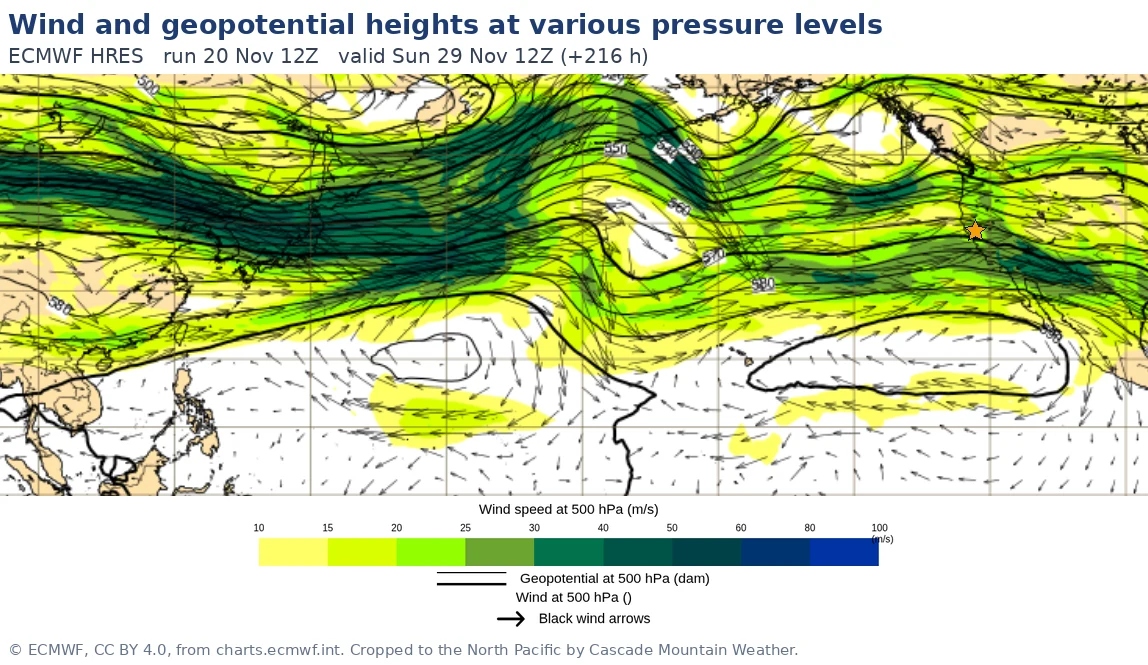 Wind and geopotential heights at various pressure levels
ECMWF HRES   run 20 Nov 12Z   valid Sun 29 Nov 12Z (+216 h)
500
550
560
570
580
580
Wind speed at 500 hPa (m/s)
10 15 20 25 30 40 50 60 80 100
(m/s)
Geopotential at 500 hPa (dam)
Wind at 500 hPa ()
Black wind arrows
© ECMWF, CC BY 4.0, from charts.ecmwf.int. Cropped to the North Pacific by Cascade Mountain Weather.